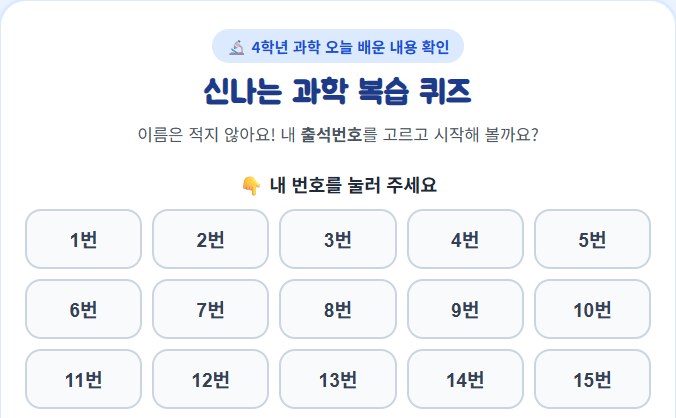 🔬 4학년 과학 오늘 배운 내용 확인
신나는 과학 복습 퀴즈
이름은 적지 않아요! 내 출석번호를 고르고 시작해 볼까요?
👇 내 번호를 눌러 주세요
1번 2번 3번 4번 5번
6번 7번 8번 9번 10번
11번 12번 13번 14번 15번